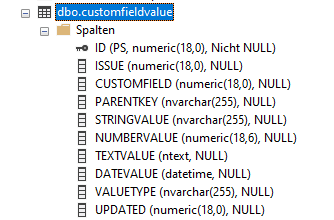 dbo.customfieldvalue
Spalten
ID (PS, numeric(18,0), Nicht NULL)
ISSUE (numeric(18,0), NULL)
CUSTOMFIELD (numeric(18,0), NULL)
PARENTKEY (nvarchar(255), NULL)
STRINGVALUE (nvarchar(255), NULL)
NUMBERVALUE (numeric(18,6), NULL)
TEXTVALUE (ntext, NULL)
DATEVALUE (datetime, NULL)
VALUETYPE (nvarchar(255), NULL)
UPDATED (numeric(18,0), NULL)